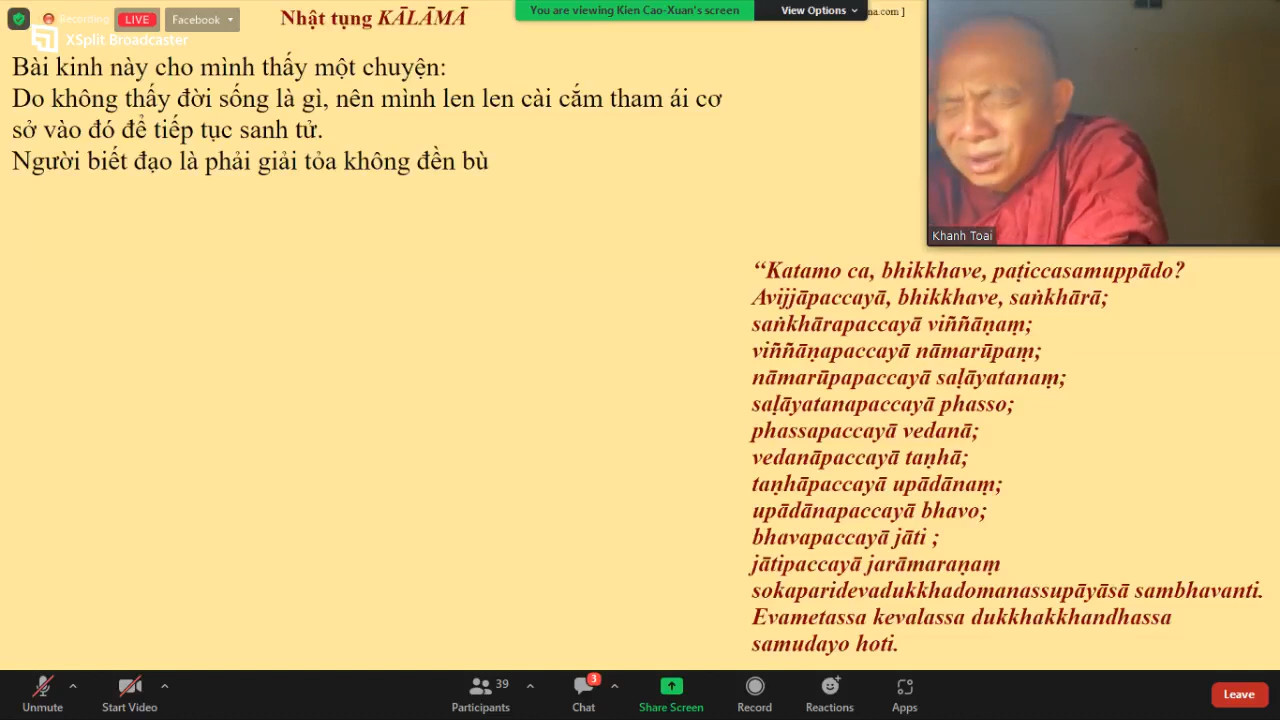 Recording
LIVE
Facebook
XSplit Broadcaster
Nhật tụng KĀLĀMĀ
You are viewing Kien Cao-Xuan's screen
View Options
na.com ]
Bài kinh này cho mình thấy một chuyện:
Do không thấy đời sống là gì, nên mình len len cài cắm tham ái cơ
sở vào đó để tiếp tục sanh tử.
Người biết đạo là phải giải tỏa không đền bù
Khanh Toai
“Katamo ca, bhikkhave, paṭiccasamuppādo?
Avijjāpaccayā, bhikkhave, saṅkhārā;
saṅkhārapaccayā viññāṇaṃ;
viññāṇapaccayā nāmarūpaṃ;
nāmarūpapaccayā saḷāyatanaṃ;
saḷāyatanapaccayā phasso;
phassapaccayā vedanā;
vedanāpaccayā taṇhā;
taṇhāpaccayā upādānaṃ;
upādānapaccayā bhavo;
bhavapaccayā jāti ;
jātipaccayā jarāmaraṇaṃ
sokaparidevadukkhadomanassupāyāsā sambhavanti.
Evametassa kevalassa dukkhakkhandhassa
samudayo hoti.
Unmute
Start Video
39
Participants
3
Chat
Share Screen
Record
Reactions
Apps
Leave